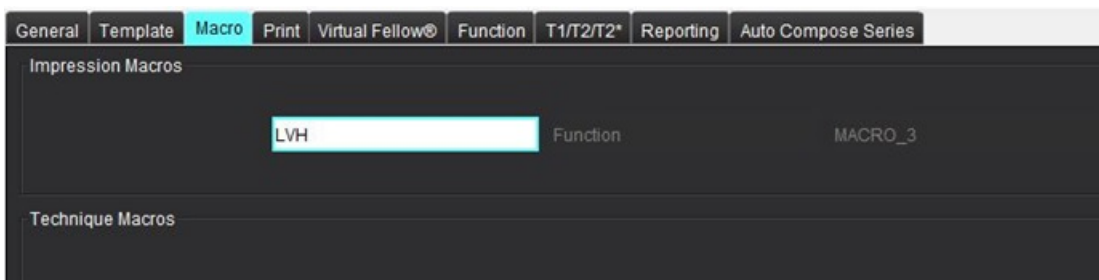 General Template Macro Print Virtual Fellow® Function T1/T2/T2* Reporting Auto Compose Series
Impression Macros
LVH Function MACRO_3
Technique Macros